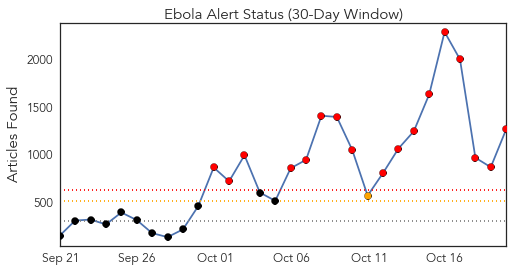 Ebola Alert Status (30-Day Window)
Articles Found
2000
1500
1000
500
Sep 21 Sep 26 Oct 01 Oct 06 Oct 11 Oct 16